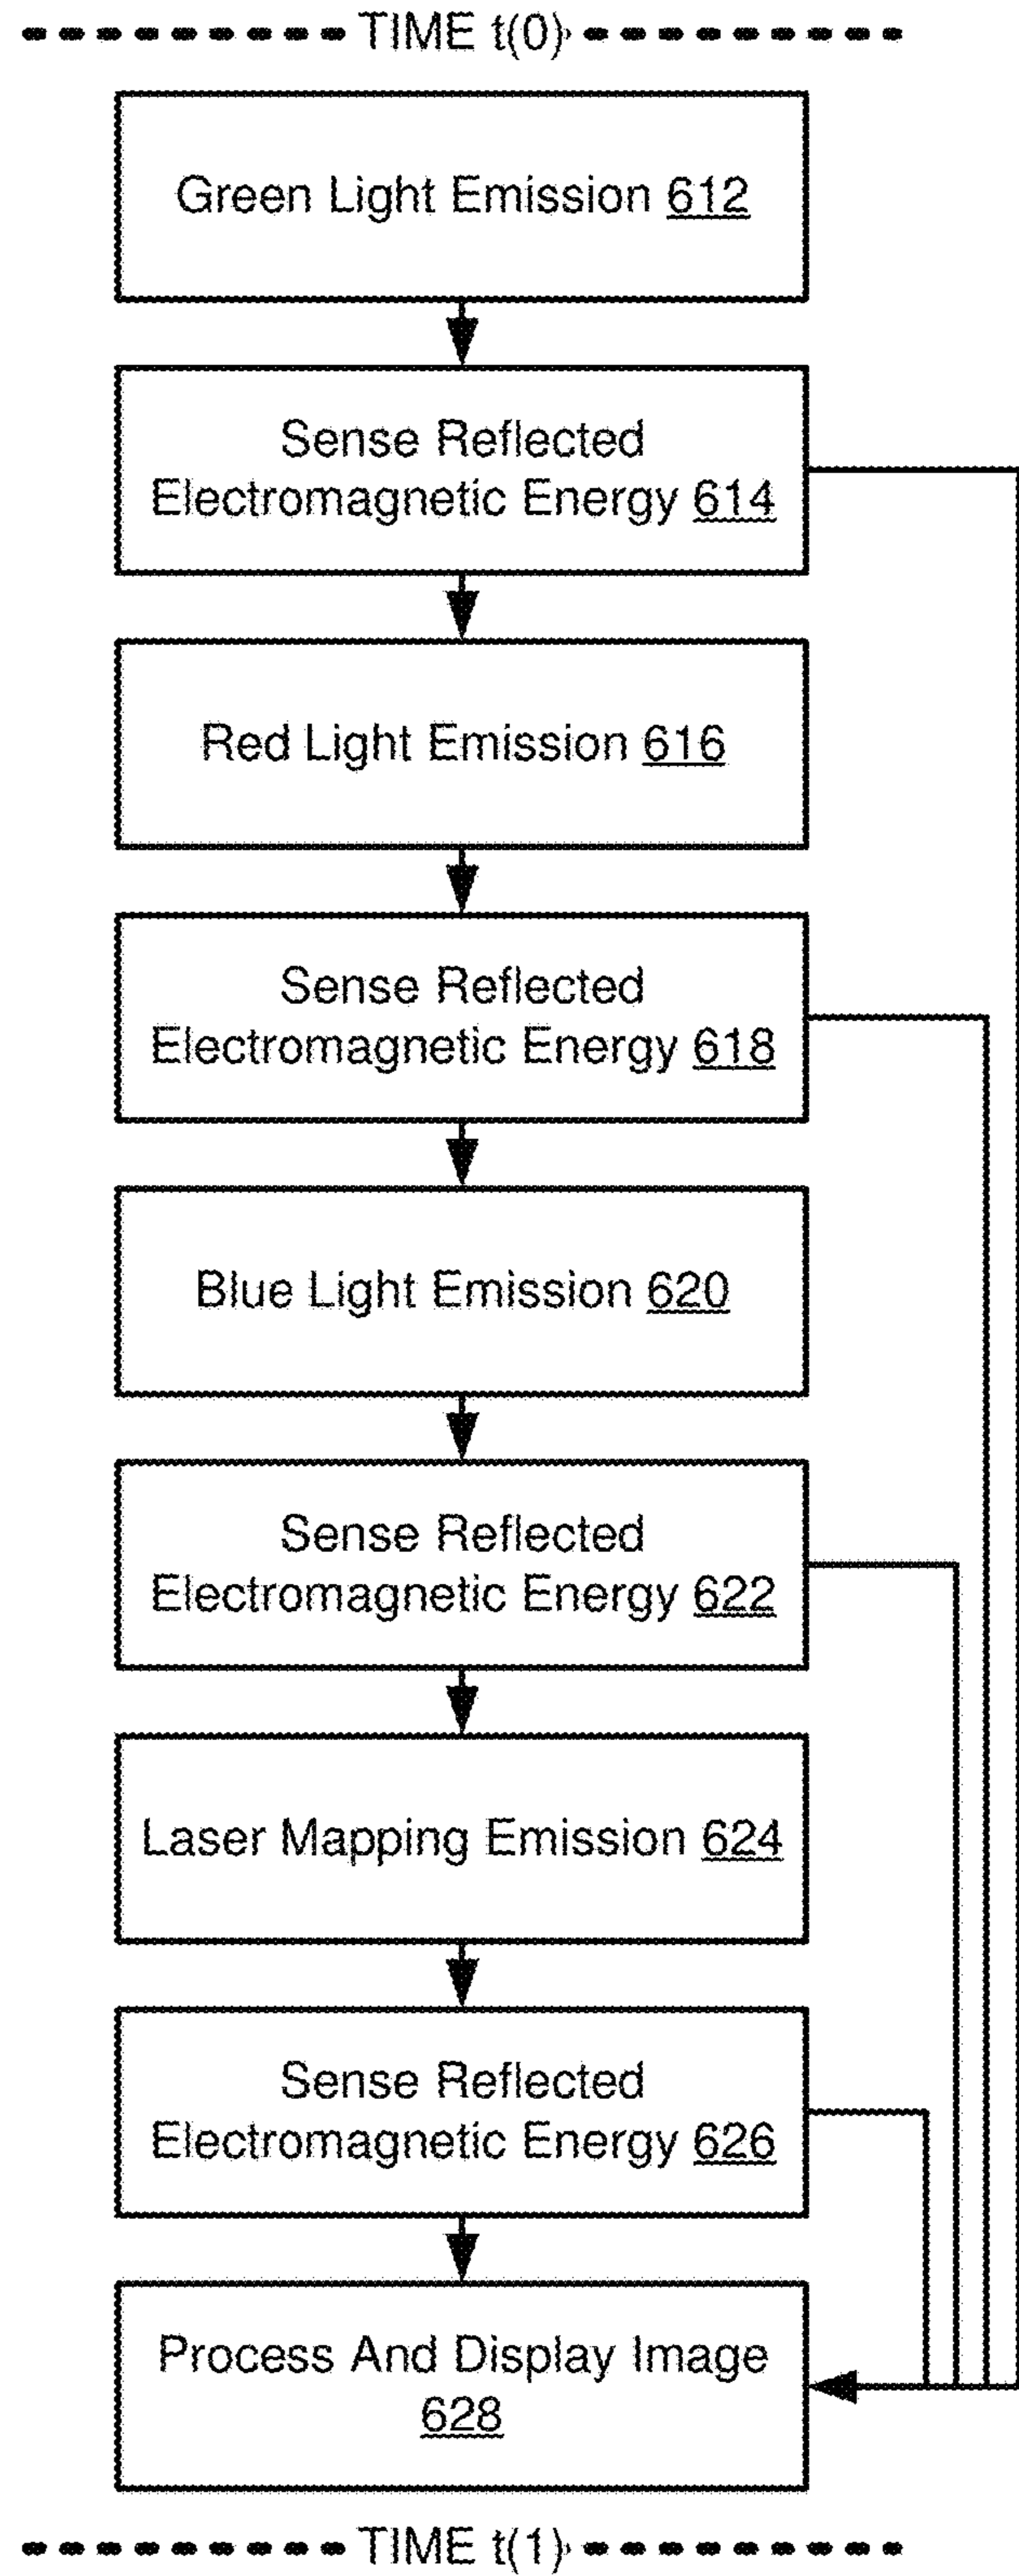 TIME t(0)
Green Light Emission 612
Sense Reflected
Electromagnetic Energy 614
Red Light Emission 616
Sense Reflected
Electromagnetic Energy 618
Blue Light Emission 620
Sense Reflected
Electromagnetic Energy 622
Laser Mapping Emission 624
Sense Reflected
Electromagnetic Energy 626
Process And Display Image
628
TIME t(1)